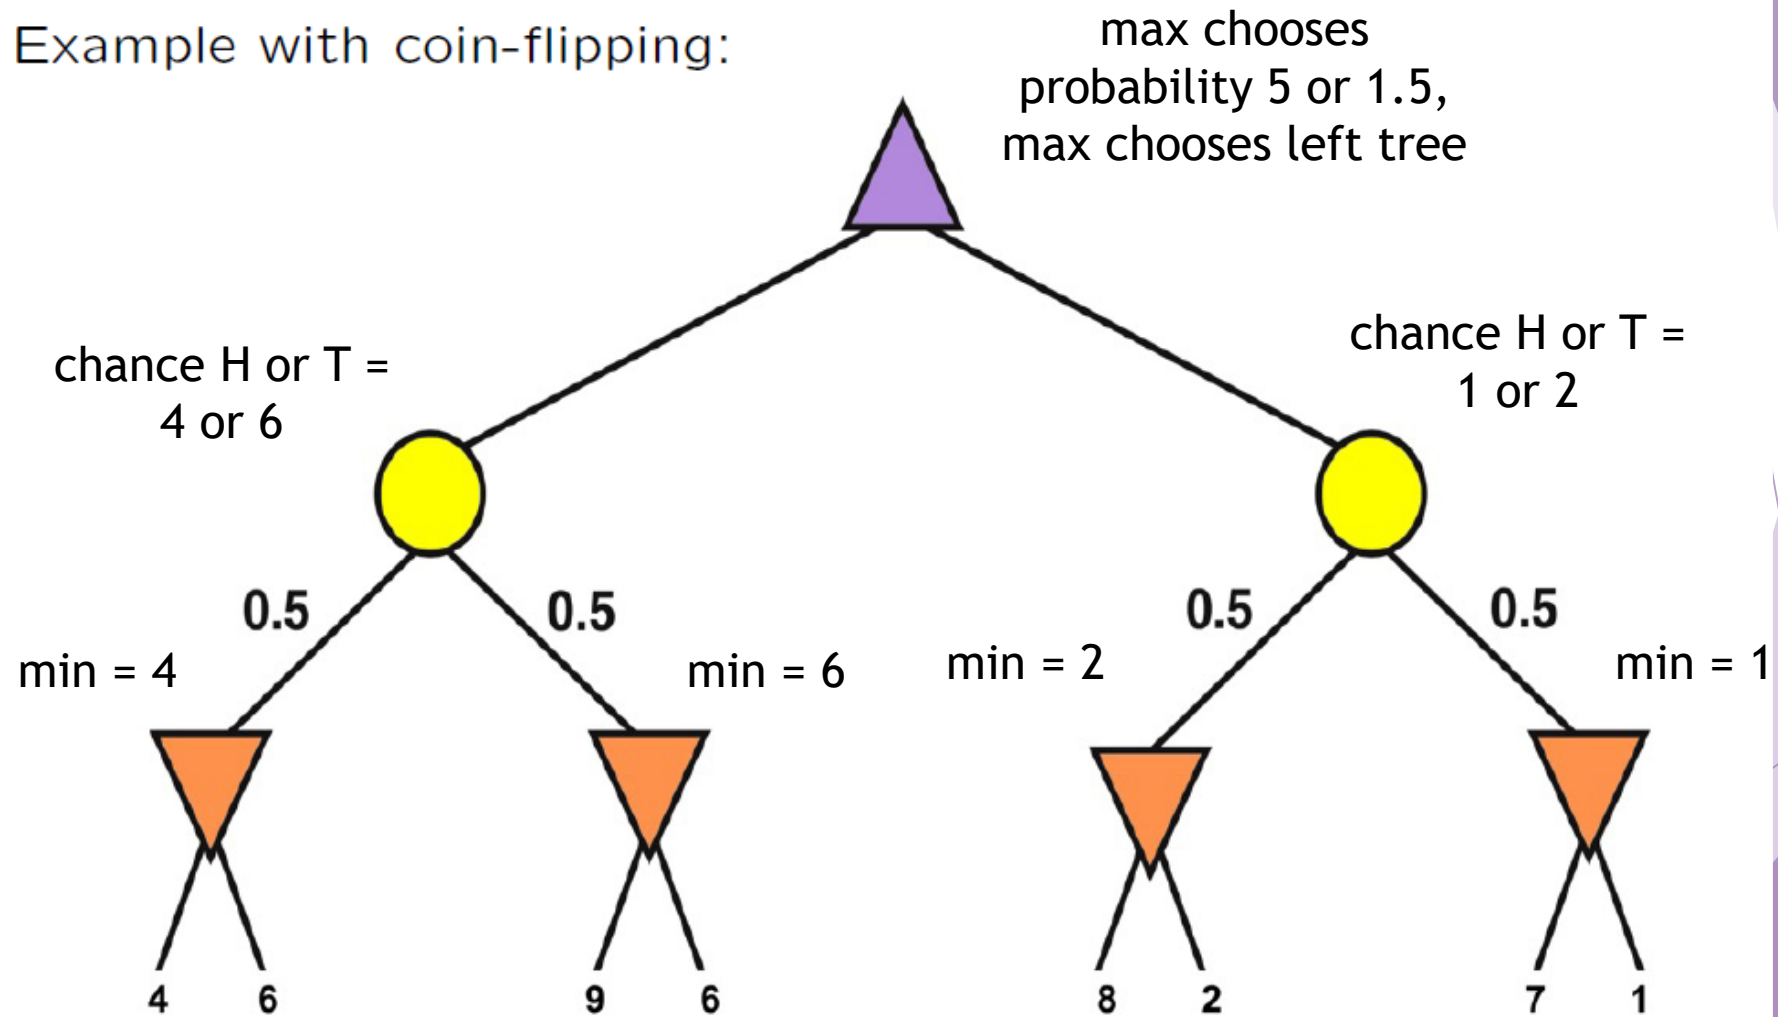 Example with coin-flipping:
max chooses
probability 5 or 1.5,
max chooses left tree
chance H or T =
4 or 6
chance H or T =
1 or 2
0.5
0.5
0.5
0.5
min = 4
min = 6
min = 2
min = 1
4
6
9
6
8
2
7
1